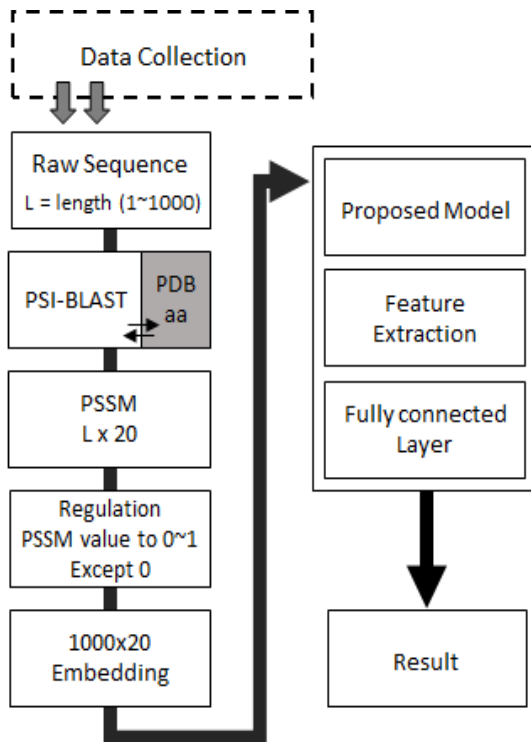 Data Collection
Raw Sequence
L = length (1~1000)
PSI-BLAST
PDB
aa
PSSM
L x 20
Regulation
PSSM value to 0~1
Except 0
1000x20
Embedding
Proposed Model
Feature
Extraction
Fully connected
Layer
Result